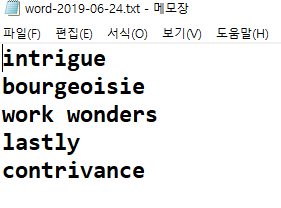 word-2019-06-24.txt - 메모장
파일(F) 편집(E) 서식(O) 보기(V) 도움말(H)
intrigue
bourgeoisie
work wonders
lastly
contrivance